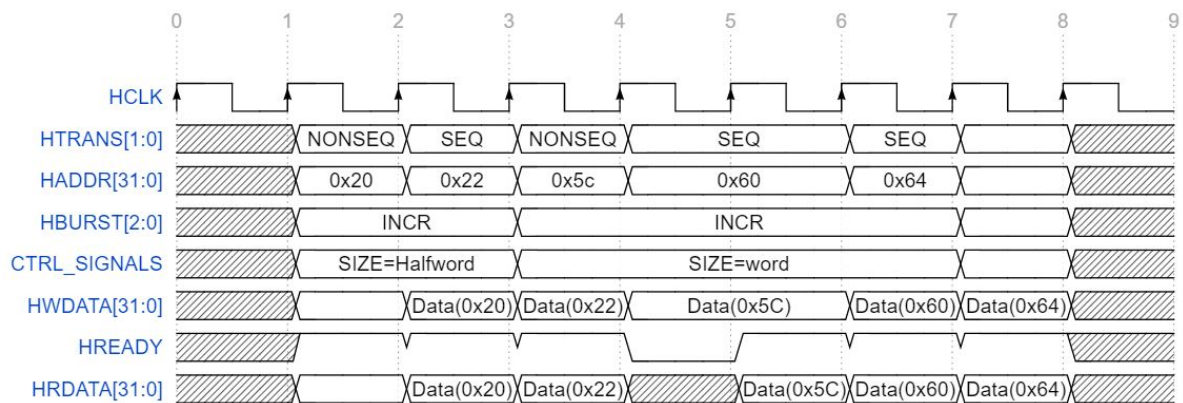 0 1 2 3 4 5 6 7 8 9
HCLK
HTRANS[1:0] NONSEQ SEQ NONSEQ SEQ SEQ
HADDR[31:0] 0x20 0x22 0x5c 0x60 0x64
HBURST[2:0] INCR INCR
CTRL_SIGNALS SIZE=Halfword SIZE=word
HWDATA[31:0] Data(0x20) Data(0x22) Data(0x5C) Data(0x60) Data(0x64)
HREADY
HRDATA[31:0] Data(0x20) Data(0x22) Data(0x5C) Data(0x60) Data(0x64)